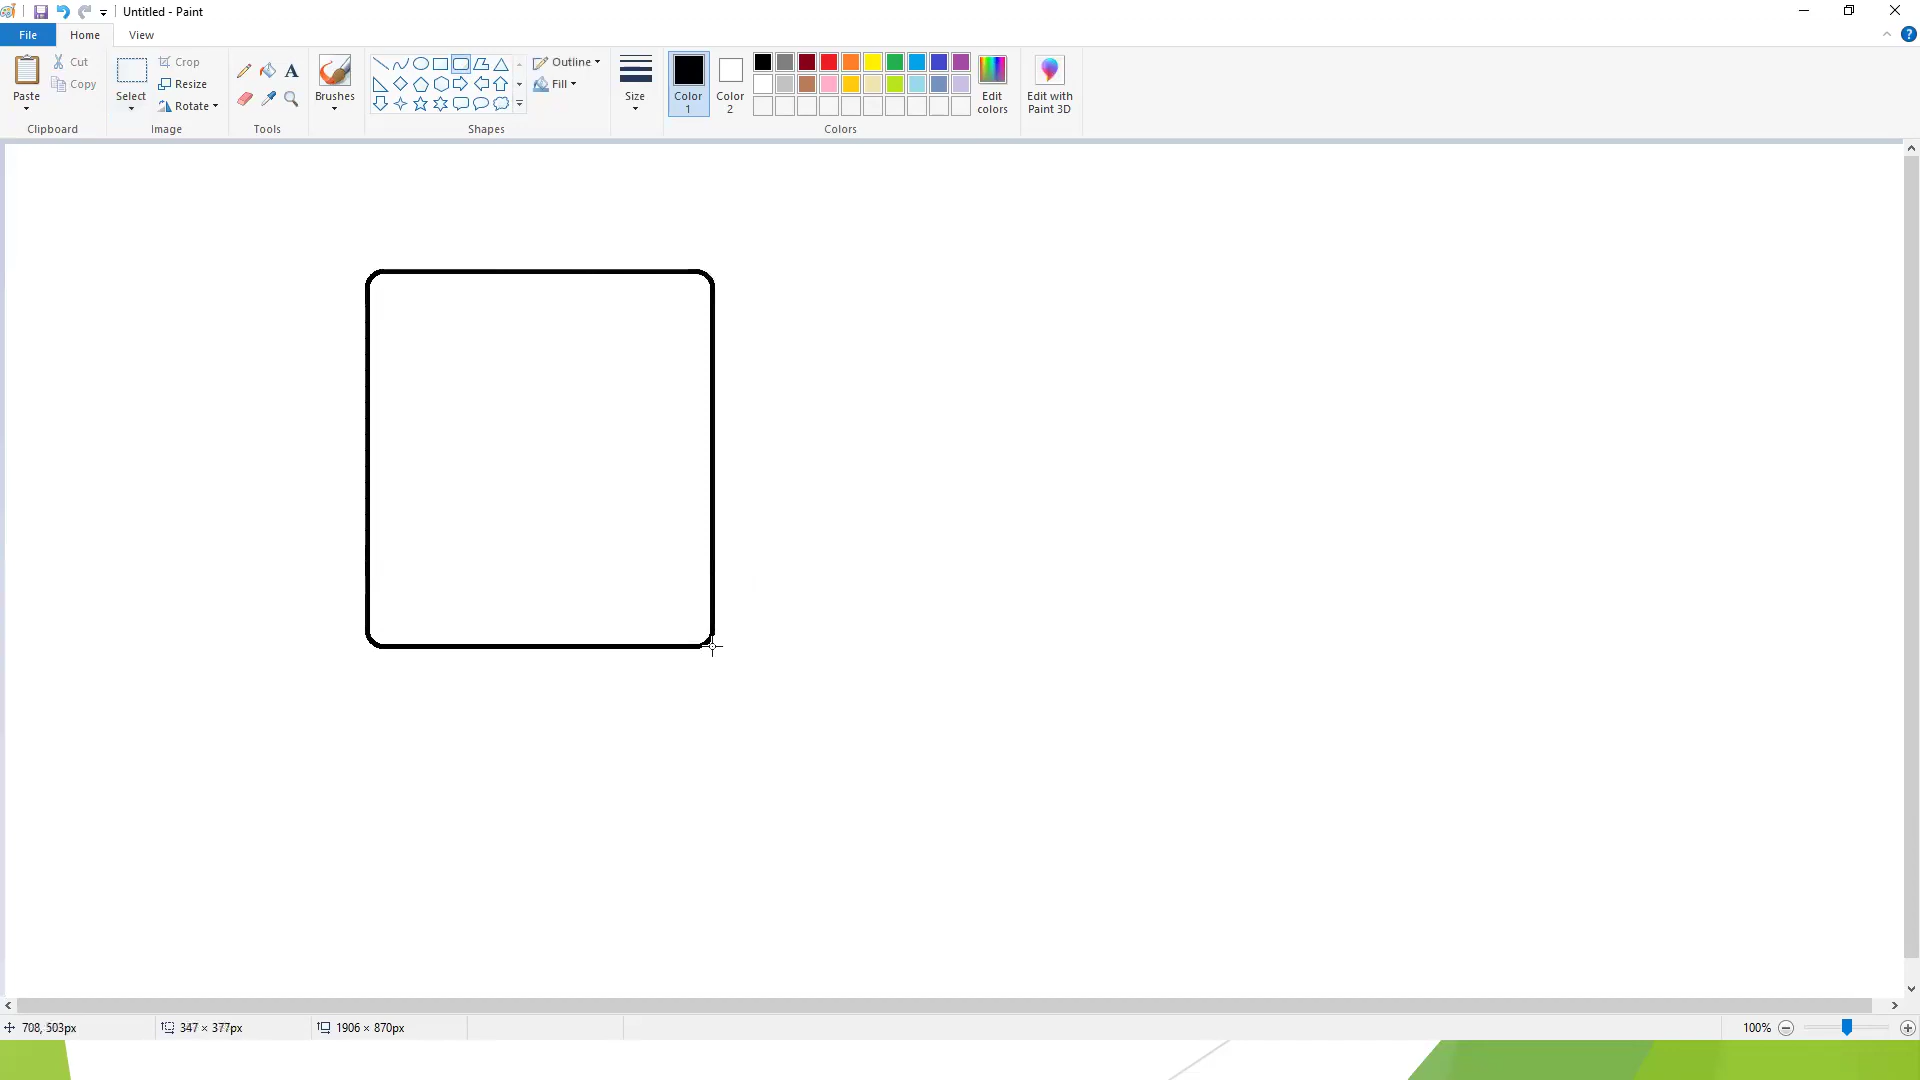 Untitled - Paint
File Home View
Paste
Cut
Copy
Clipboard
Select
Crop
Resize
Rotate
Image
A
Tools
Brushes
Shapes
Outline
Fill
Size
Color 1
Color 2
Colors
Edit colors
Edit with Paint 3D
?
708, 503px
347 × 377px
1906 × 870px
100%